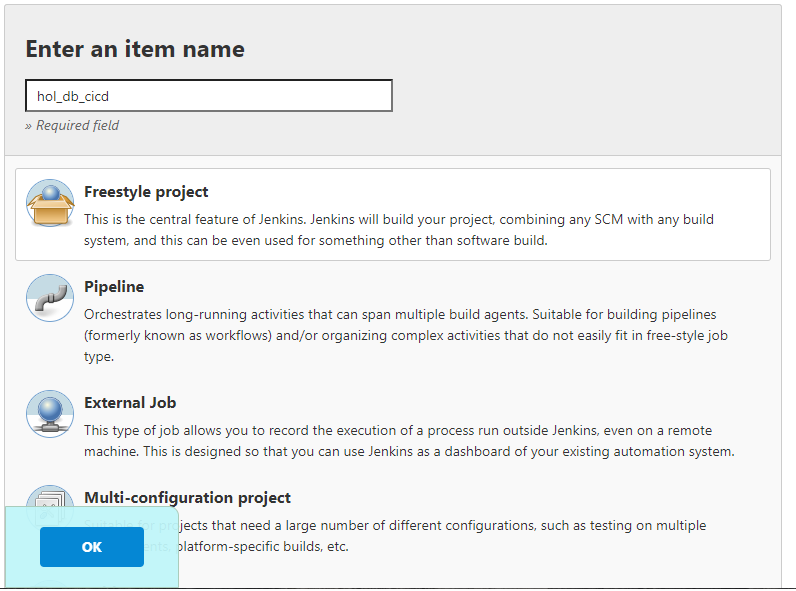 Enter an item name
hol_db_cicd
» Required field
Freestyle project
This is the central feature of Jenkins. Jenkins will build your project, combining any SCM with any build
system, and this can be even used for something other than software build.
Pipeline
Orchestrates long-running activities that can span multiple build agents. Suitable for building pipelines
(formerly known as workflows) and/or organizing complex activities that do not easily fit in free-style job
type.
External Job
This type of job allows you to record the execution of a process run outside Jenkins, even on a remote
machine. This is designed so that you can use Jenkins as a dashboard of your existing automation system.
Multi-configuration project
Suitable for projects that need a large number of different configurations, such as testing on multiple
platform-specific builds, etc.
OK